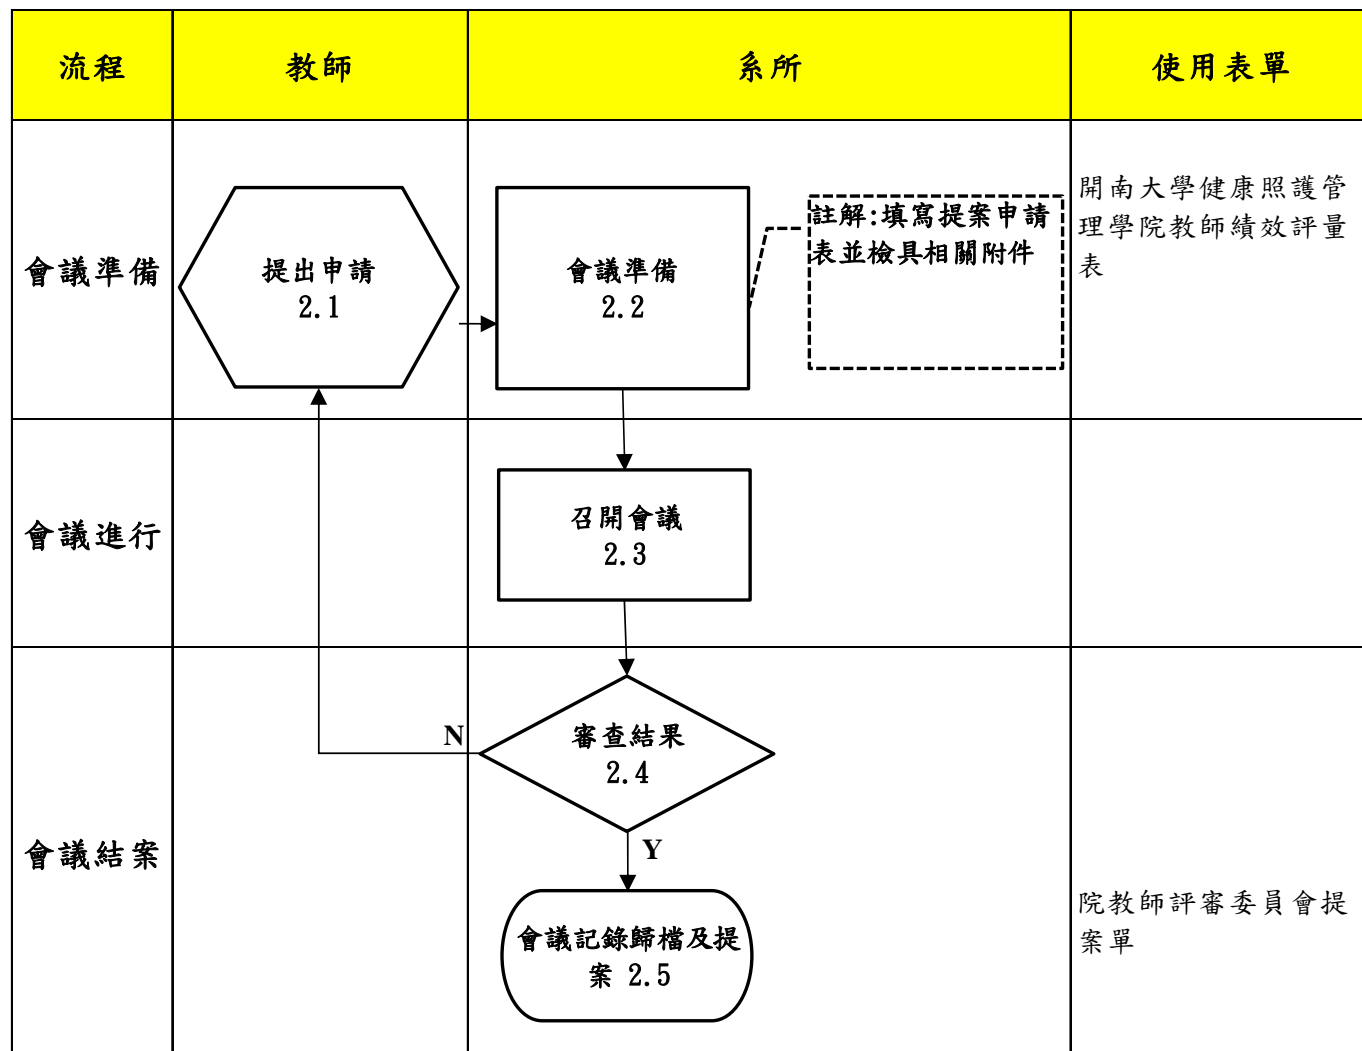 流程
教師
系所
使用表單
會議準備
提出申請
2.1
會議準備
2.2
註解:填寫提案申請
表並檢具相關附件
開南大學健康照護管
理學院教師績效評量
表
會議進行
召開會議
2.3
會議結案
N
審查結果
2.4
Y
會議記錄歸檔及提
案 2.5
院教師評審委員會提
案單